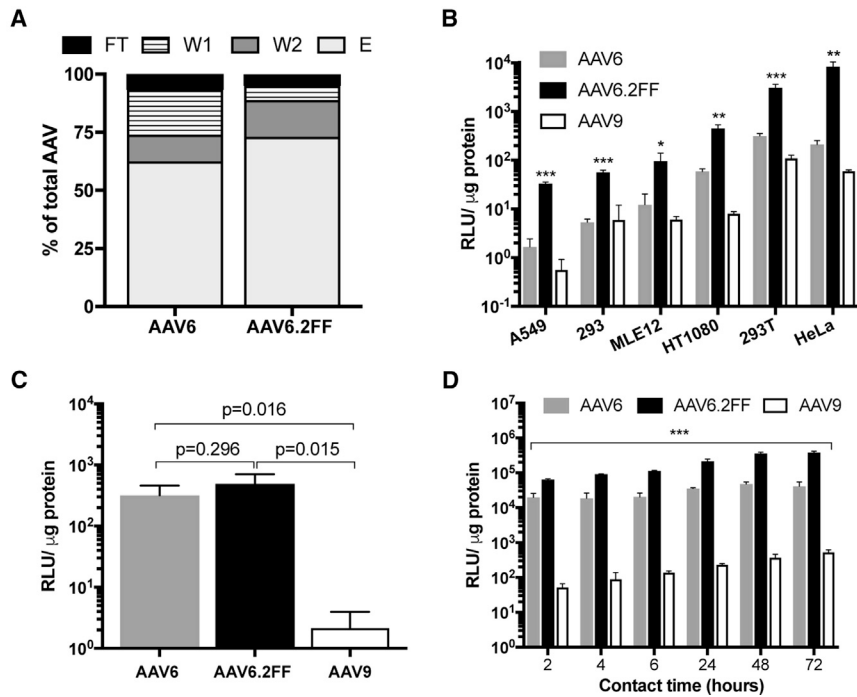 A
FT W1 W2 E
% of total AAV
100
75
50
25
0
AAV6 AAV6.2FF
B
AAV6
AAV6.2FF
AAV9
RLU/ μg protein
10^4
10^3
10^2
10^1
10^0
10^-1
*** *** * ** *** **
A549 293 MLE12 HT1080 293T HeLa
C
RLU/ μg protein
10^4
10^3
10^2
10^1
10^0
p=0.016
p=0.296 p=0.015
AAV6 AAV6.2FF AAV9
D
AAV6 AAV6.2FF AAV9
***
RLU/ μg protein
10^7
10^6
10^5
10^4
10^3
10^2
10^1
10^0
2 4 6 24 48 72
Contact time (hours)